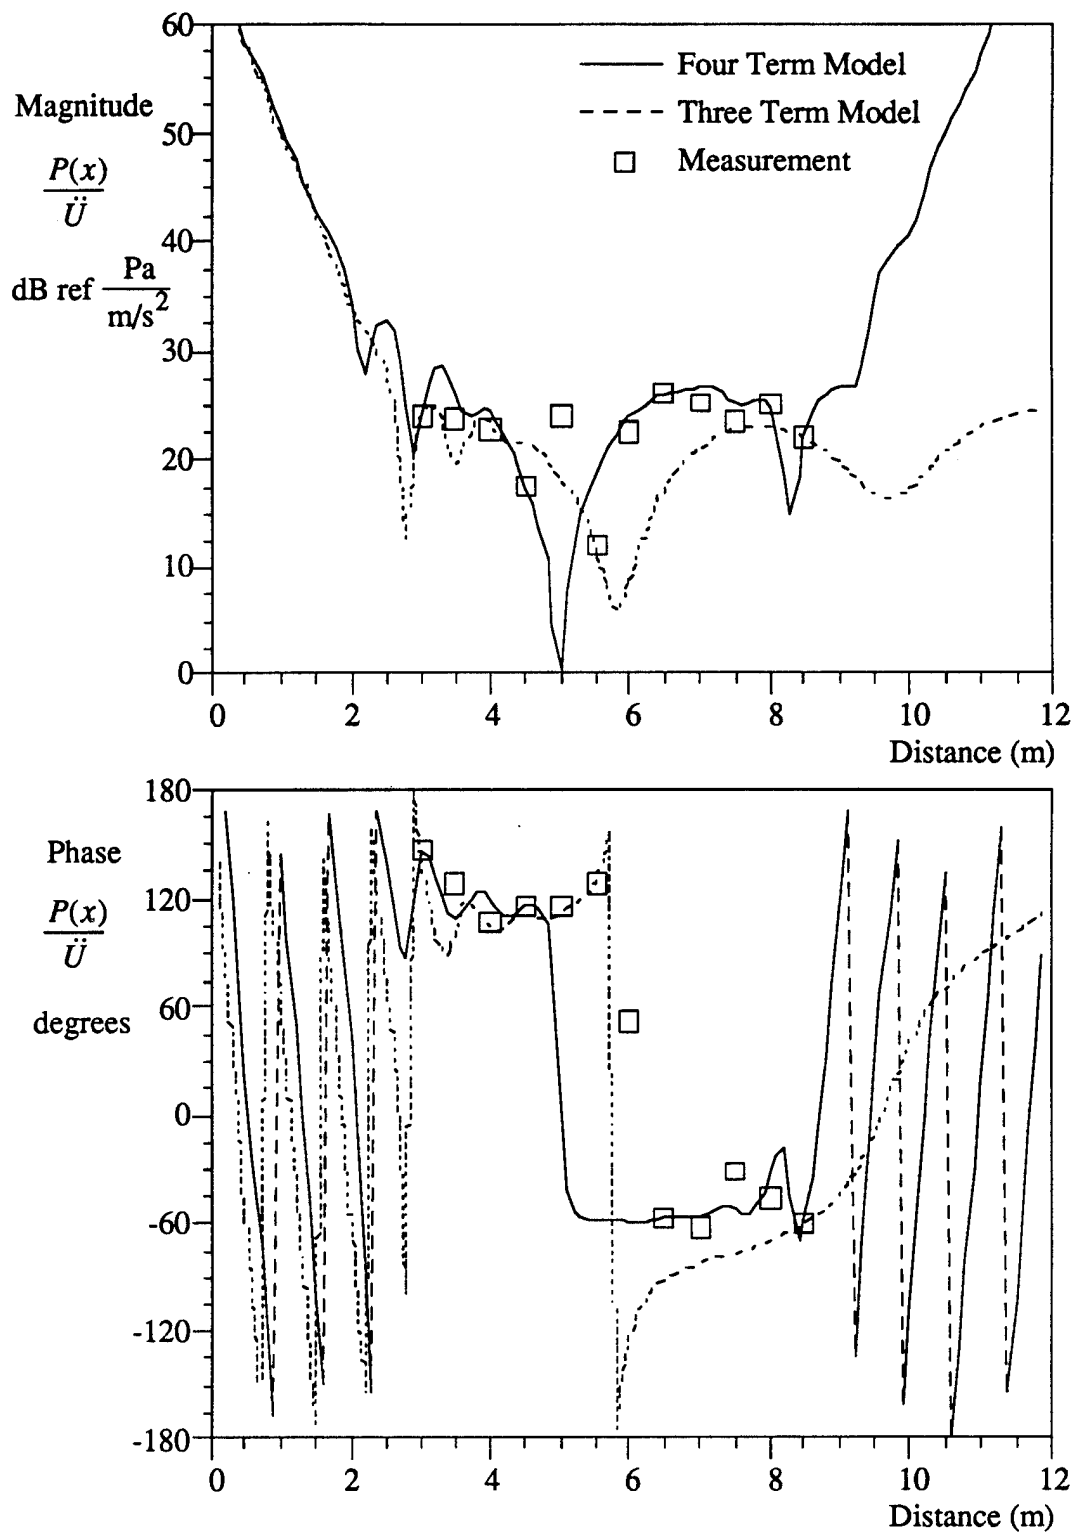 60
50
40
30
20
10
0
Magnitude
P(x)
Ü
dB ref Pa
m/s²
Four Term Model
Three Term Model
Measurement
0 2 4 6 8 10 12
Distance (m)
180
120
60
0
-60
-120
-180
Phase
P(x)
Ü
degrees
0 2 4 6 8 10 12
Distance (m)